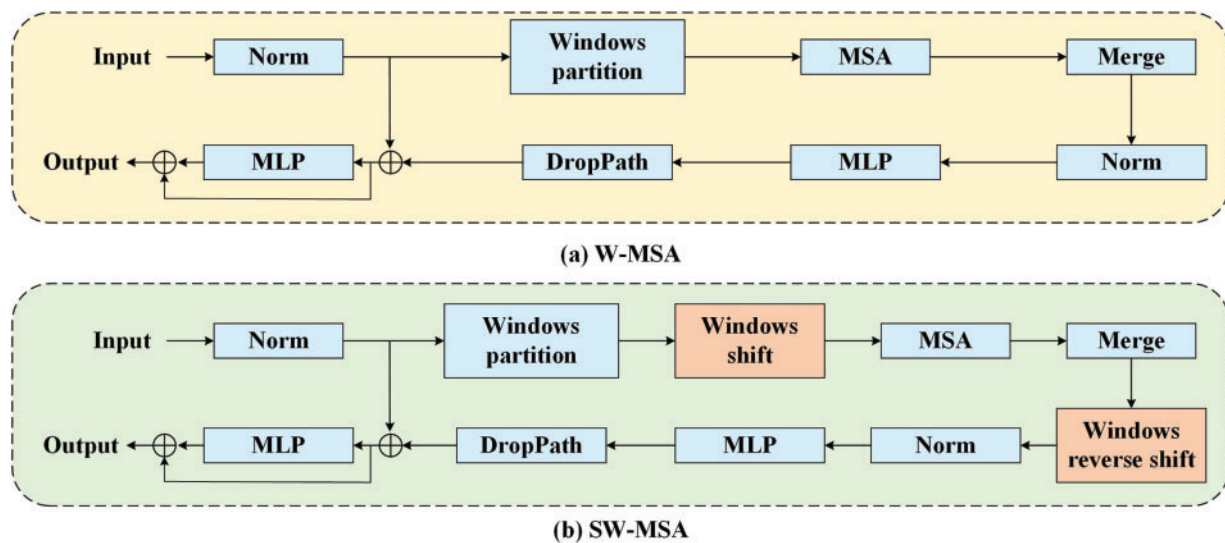 Input
Norm
Windows
partition
MSA
Merge
Output
MLP
DropPath
MLP
Norm
(a) W-MSA
Input
Norm
Windows
partition
Windows
shift
MSA
Merge
Output
MLP
DropPath
MLP
Norm
Windows
reverse shift
(b) SW-MSA